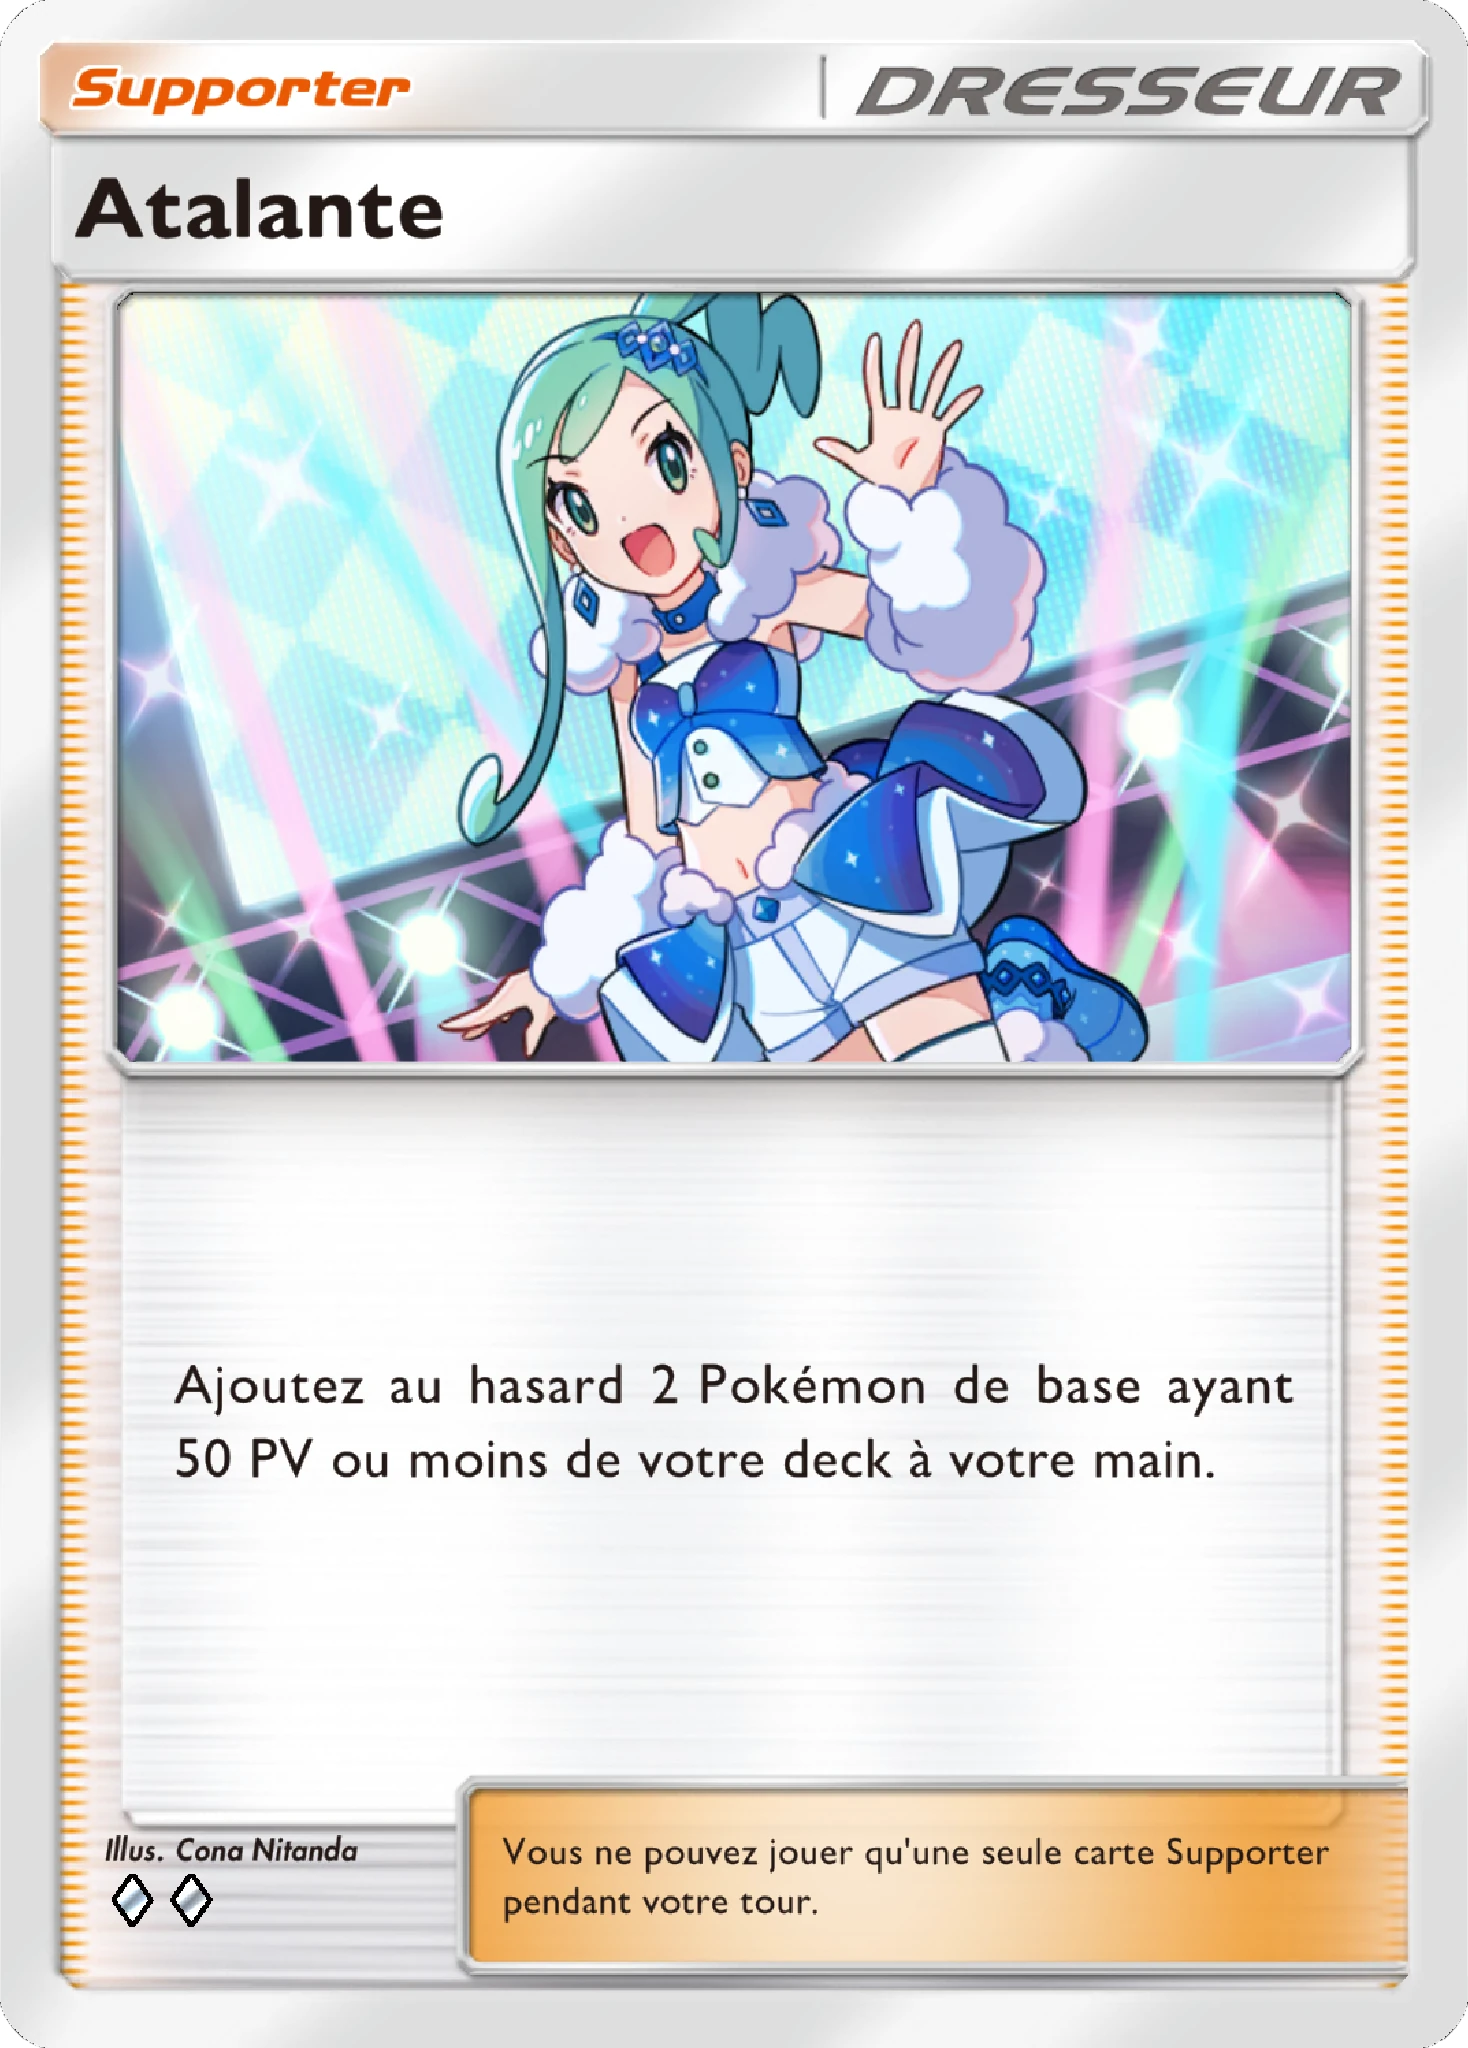 Supporter
DRESSEUR
Atalante
Ajoutez au hasard 2 Pokémon de base ayant
50 PV ou moins de votre deck à votre main.
Illus. Cona Nitanda
Vous ne pouvez jouer qu'une seule carte Supporter
pendant votre tour.